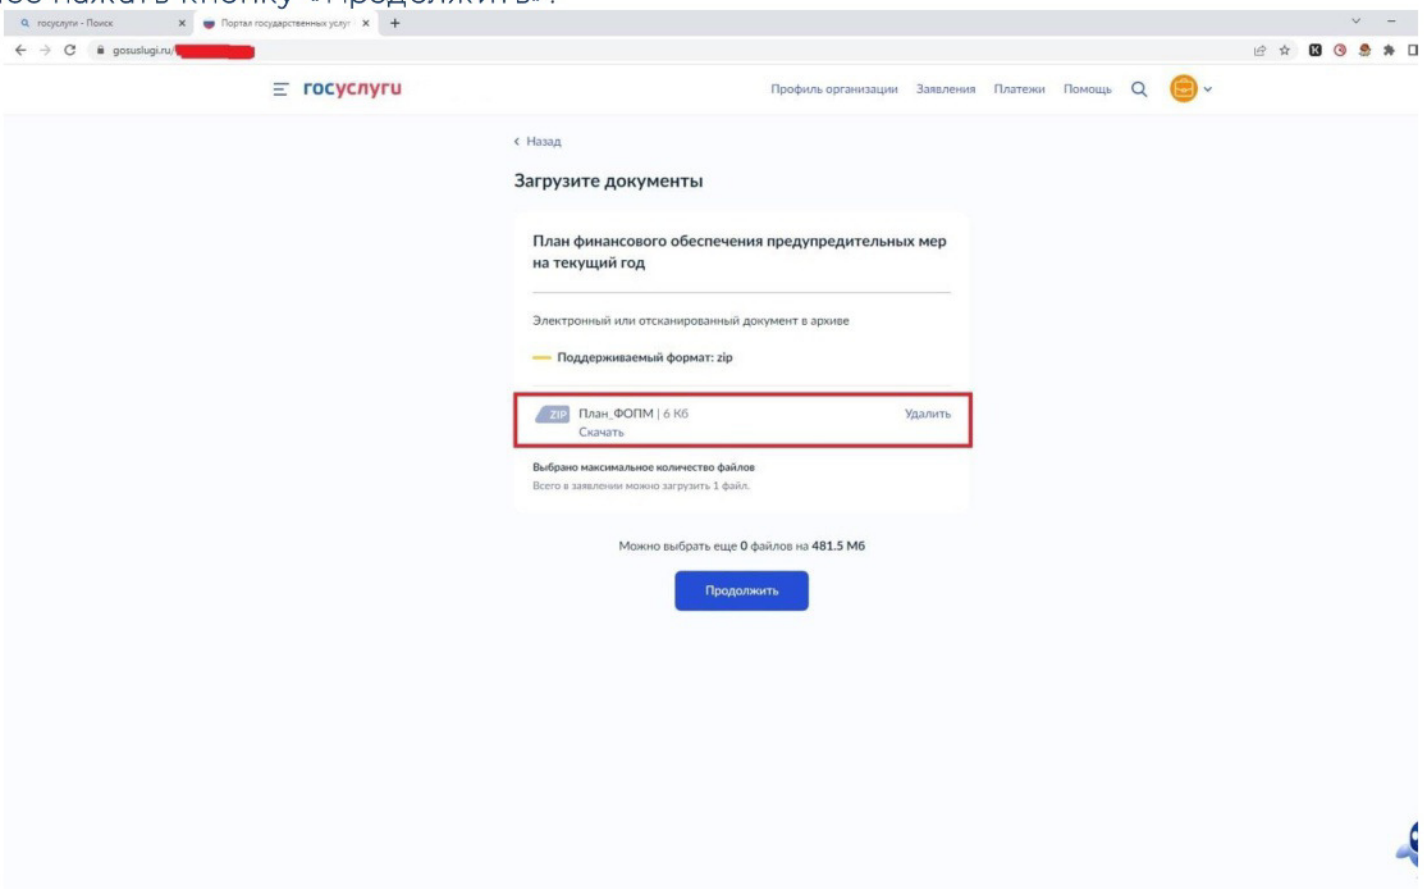 нажать кнопку «Продолжить».
госуслуги - Поиск
Портал государственных услуг
gosuslugi.ru/
госуслуги
Профиль организации Заявления Платежи Помощь
Назад
Загрузите документы
План финансового обеспечения предупредительных мер
на текущий год
Электронный или отсканированный документ в архиве
Поддерживаемый формат: zip
ZIP План_ФОПМ | 6 Кб Удалить
Скачать
Выбрано максимальное количество файлов
Всего в заявлении можно загрузить 1 файл.
Можно выбрать еще 0 файлов на 481.5 Мб
Продолжить